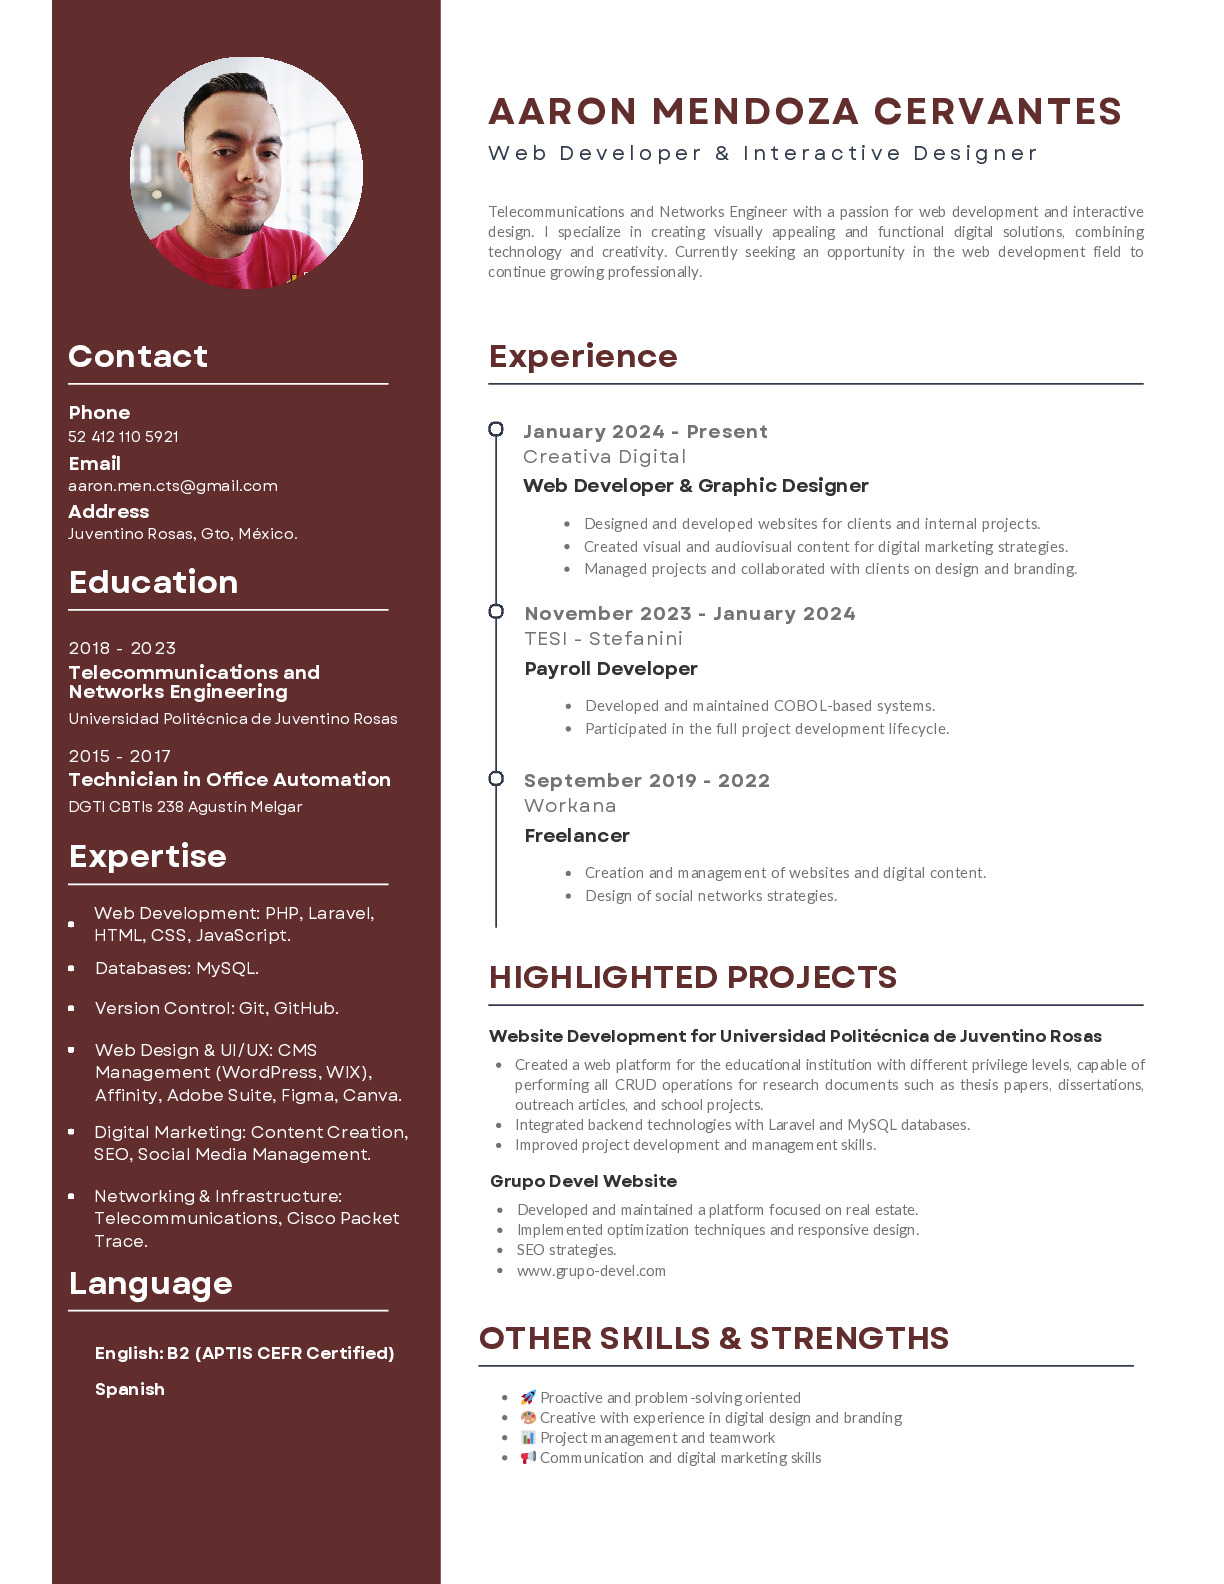 AARON MENDOZA CERVANTES
Web Developer & Interactive Designer
Telecommunications and Networks Engineer with a passion for web development and interactive
design. I specialize in creating visually appealing and functional digital solutions, combining
technology and creativity. Currently seeking an opportunity in the web development field to
continue growing professionally.
Contact
Phone
52 412 110 5921
Email
aaron.men.cts@gmail.com
Address
Juventino Rosas, Gto, México.
Education
2018 - 2023
Telecommunications and
Networks Engineering
Universidad Politécnica de Juventino Rosas
2015 - 2017
Technician in Office Automation
DGTI CBTIs 238 Agustín Melgar
Expertise
Web Development: PHP, Laravel,
HTML, CSS, JavaScript.
Databases: MySQL.
Version Control: Git, GitHub.
Web Design & UI/UX: CMS
Management (WordPress, WIX),
Affinity, Adobe Suite, Figma, Canva.
Digital Marketing: Content Creation,
SEO, Social Media Management.
Networking & Infrastructure:
Telecommunications, Cisco Packet
Trace.
Language
English: B2 (APTIS CEFR Certified)
Spanish
Experience
January 2024 - Present
Creativa Digital
Web Developer & Graphic Designer
Designed and developed websites for clients and internal projects.
Created visual and audiovisual content for digital marketing strategies.
Managed projects and collaborated with clients on design and branding.
November 2023 - January 2024
TESI - Stefanini
Payroll Developer
Developed and maintained COBOL-based systems.
Participated in the full project development lifecycle.
September 2019 - 2022
Workana
Freelancer
Creation and management of websites and digital content.
Design of social networks strategies.
HIGHLIGHTED PROJECTS
Website Development for Universidad Politécnica de Juventino Rosas
Created a web platform for the educational institution with different privilege levels, capable of
performing all CRUD operations for research documents such as thesis papers, dissertations,
outreach articles, and school projects.
Integrated backend technologies with Laravel and MySQL databases.
Improved project development and management skills.
Grupo Devel Website
Developed and maintained a platform focused on real estate.
Implemented optimization techniques and responsive design.
SEO strategies.
www.grupo-devel.com
OTHER SKILLS & STRENGTHS
🚀 Proactive and problem-solving oriented
🎨 Creative with experience in digital design and branding
📊 Project management and teamwork
📢 Communication and digital marketing skills